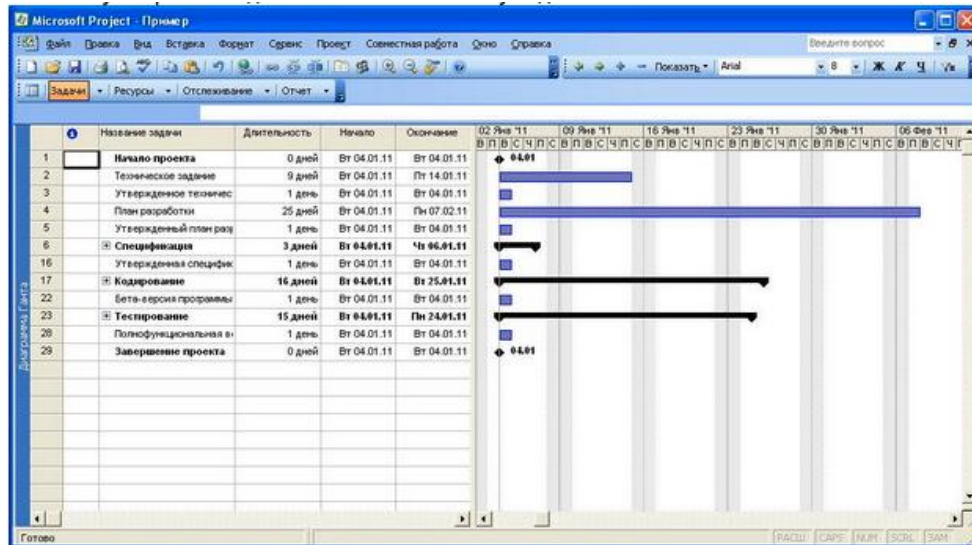 Microsoft Project - Пример
Файл Правка Вид Вставка Формат Сервис Проект Совместная работа Окно Справка Введите вопрос
Показать Arial 8 Ж К Ч
Задачи Ресурсы Отслеживание Отчет
Название задачи Длительность Начало Окончание 02 Янв '11 09 Янв '11 16 Янв '11 23 Янв '11 30 Янв '11 06 Фев '11
1 Начало проекта 0 дней Вт 04.01.11 Вт 04.01.11 04.01
2 Техническое задание 9 дней Вт 04.01.11 Пт 14.01.11
3 Утвержденное техничес 1 день Вт 04.01.11 Вт 04.01.11
4 План разработки 25 дней Вт 04.01.11 Пн 07.02.11
5 Утвержденный план раз 1 день Вт 04.01.11 Вт 04.01.11
6 Спецификация 3 дней Вт 04.01.11 Чт 06.01.11
16 Утвержденная специфик 1 день Вт 04.01.11 Вт 04.01.11
17 Кодирование 16 дней Вт 04.01.11 Вт 25.01.11
22 Бета-версия программы 1 день Вт 04.01.11 Вт 04.01.11
23 Тестирование 15 дней Вт 04.01.11 Пн 24.01.11
28 Полнофункциональная в 1 день Вт 04.01.11 Вт 04.01.11
29 Завершение проекта 0 дней Вт 04.01.11 Вт 04.01.11 04.01
Диаграмма Ганта
Готово РАСШ CAPS NUM SCRL ЗАМ